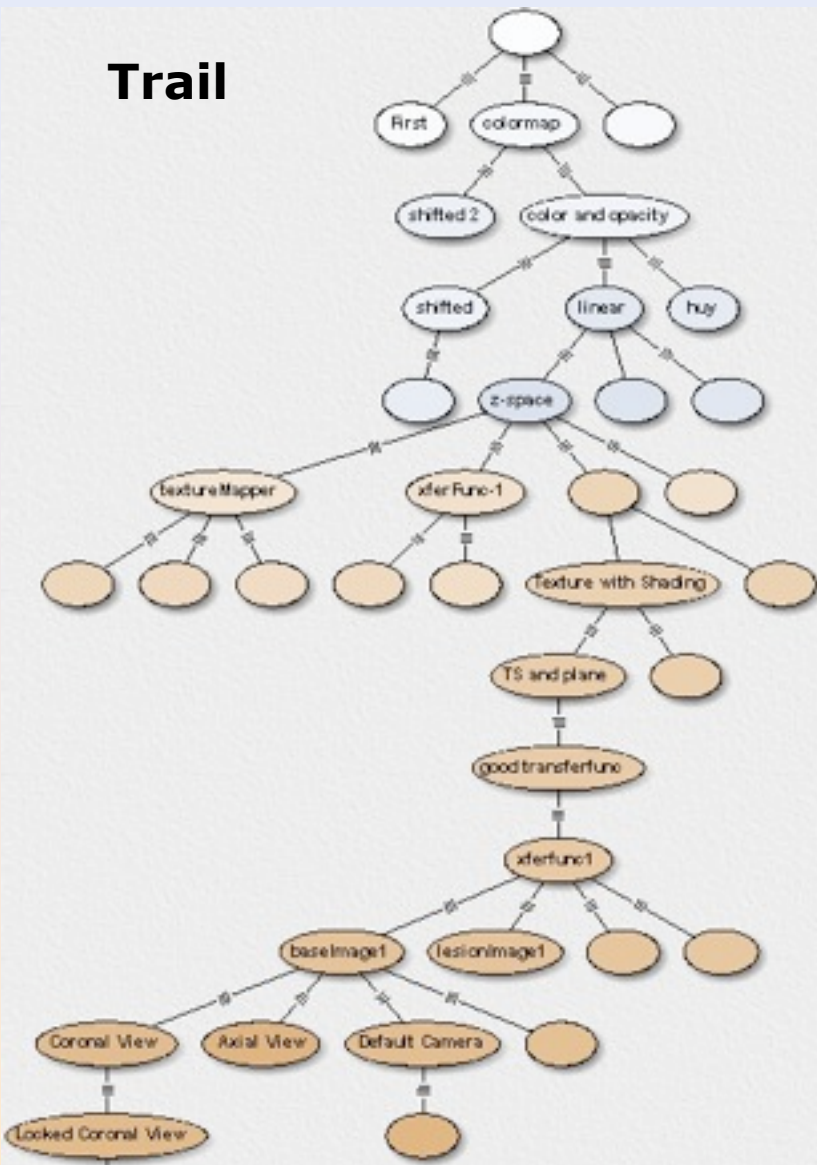 Trail
First
colormap
shifted 2
color and opacity
shifted
linear
huy
z-space
textureMapper
xferFunc-1
Texture with Shading
TS and plane
goodtransferfunc
xferfunc1
baseImage1
lesionImage1
Coronal View
Axial View
Default Camera
Looked Coronal View